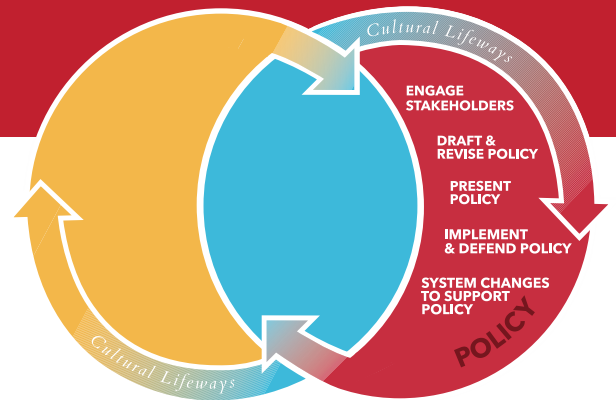 Cultural Lifeways
ENGAGE
STAKEHOLDERS
DRAFT &
REVISE POLICY
PRESENT
POLICY
IMPLEMENT
& DEFEND POLICY
SYSTEM CHANGES
TO SUPPORT
POLICY
POLICY
Cultural Lifeways